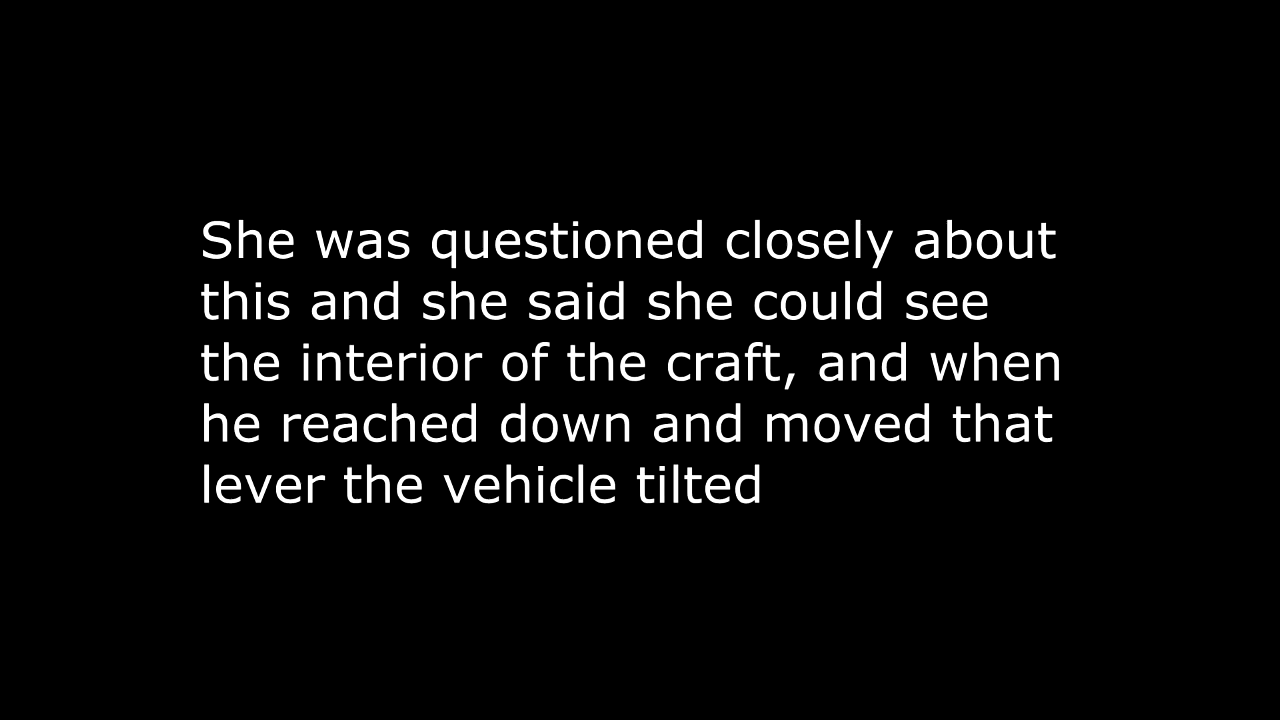 She was questioned closely about
this and she said she could see
the interior of the craft, and when
he reached down and moved that
lever the vehicle tilted